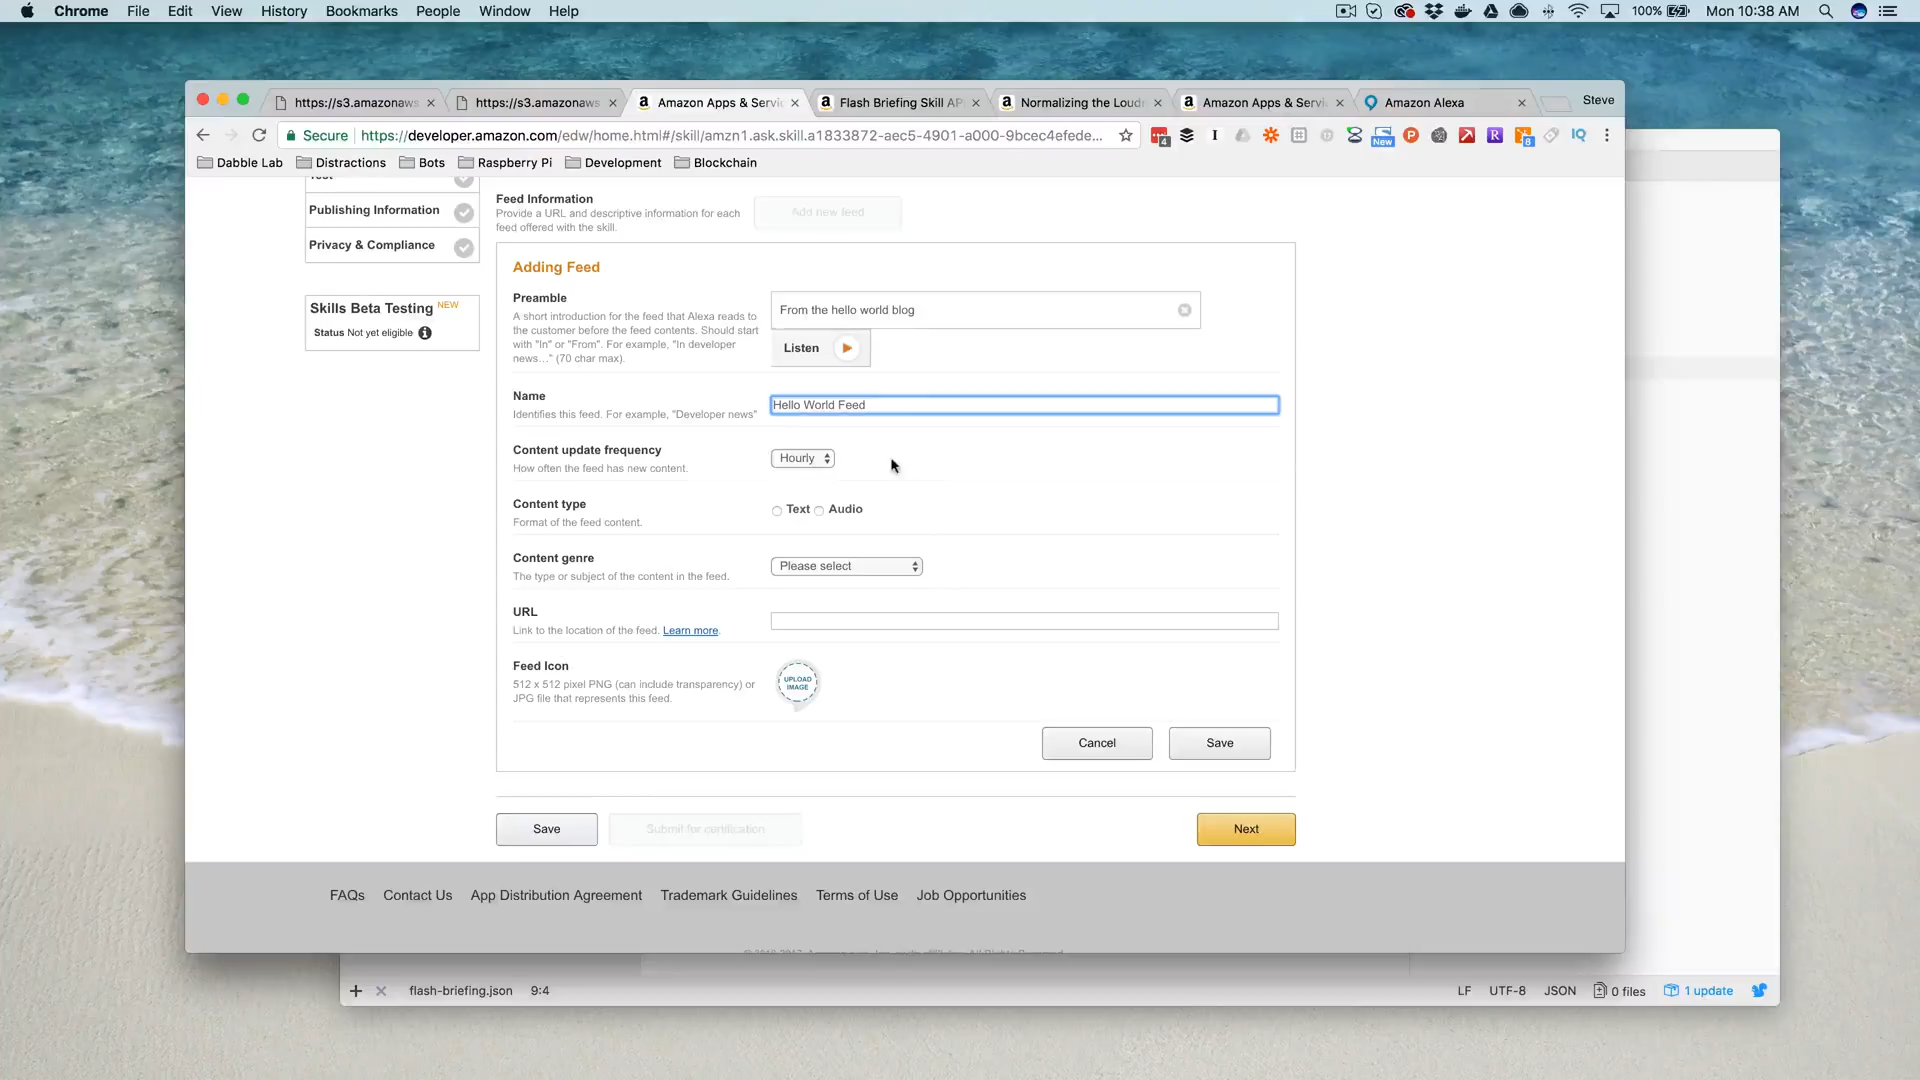 Chrome File Edit View History Bookmarks People Window Help 100% Mon 10:38 AM
https://s3.amazonaws https://s3.amazonaws Amazon Apps & Servi Flash Briefing Skill AP Normalizing the Loud Amazon Apps & Servi Amazon Alexa Steve
Secure https://developer.amazon.com/edw/home.html#/skill/amzn1.ask.skill.a1833872-aec5-4901-a000-9bcec4efede... 4 New 8
Dabble Lab Distractions Bots Raspberry Pi Development Blockchain
Test
Publishing Information
Privacy & Compliance
Skills Beta Testing NEW
Status Not yet eligible
Feed Information
Provide a URL and descriptive information for each
feed offered with the skill.
Add new feed
Adding Feed
Preamble
A short introduction for the feed that Alexa reads to
the customer before the feed contents. Should start
with "In" or "From". For example, "In developer
news..." (70 char max).
From the hello world blog
Listen
Name
Identifies this feed. For example, "Developer news"
Hello World Feed
Content update frequency
How often the feed has new content.
Hourly
Content type
Format of the feed content.
Text Audio
Content genre
The type or subject of the content in the feed.
Please select
URL
Link to the location of the feed. Learn more.
Feed Icon
512 x 512 pixel PNG (can include transparency) or
JPG file that represents this feed.
UPLOAD
IMAGE
Cancel Save
Save Submit for certification Next
FAQs Contact Us App Distribution Agreement Trademark Guidelines Terms of Use Job Opportunities
flash-briefing.json 9:4 LF UTF-8 JSON 0 files 1 update